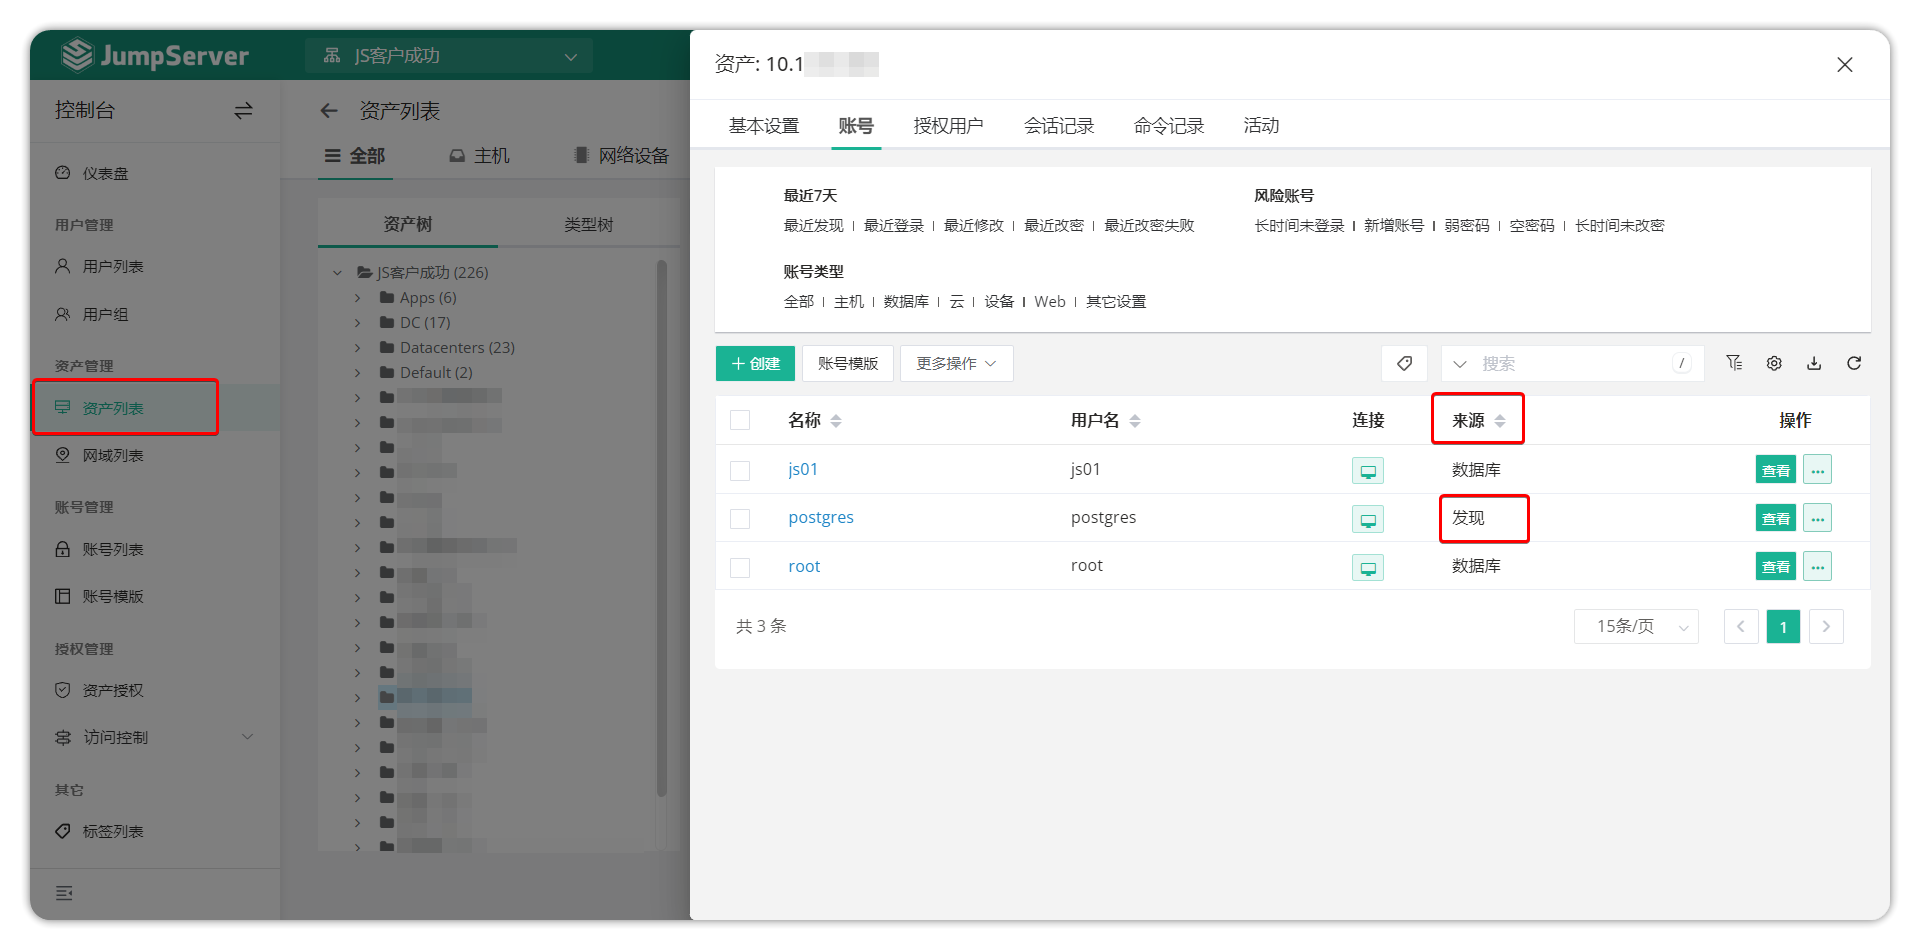 JumpServer
JS客户成功
控制台
仪表盘
用户管理
用户列表
用户组
资产管理
资产列表
网域列表
账号管理
账号列表
账号模版
授权管理
资产授权
访问控制
其它
标签列表
资产列表
全部 主机 网络设备
资产树 类型树
JS客户成功 (226)
Apps (6)
DC (17)
Datacenters (23)
Default (2)
资产: 10.1
基本设置 账号 授权用户 会话记录 命令记录 活动
最近7天
最近发现 | 最近登录 | 最近修改 | 最近改密 | 最近改密失败
风险账号
长时间未登录 | 新增账号 | 弱密码 | 空密码 | 长时间未改密
账号类型
全部 | 主机 | 数据库 | 云 | 设备 | Web | 其它设置
创建 账号模版 更多操作 搜索 /
名称 用户名 连接 来源 操作
js01 js01 数据库 查看 ...
postgres postgres 发现 查看 ...
root root 数据库 查看 ...
共 3 条 15条/页 1